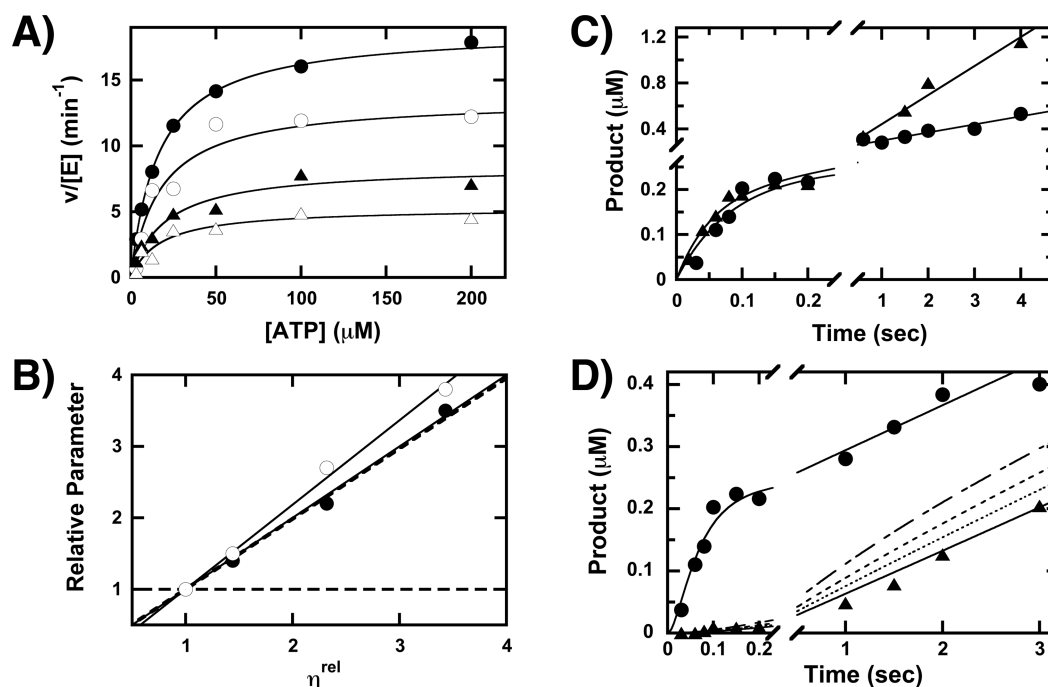 A)
v/[E] (min⁻¹)
15
10
5
0
0 50 100 150 200
[ATP] (μM)
B)
Relative Parameter
4
3
2
1
1 2 3 4
η^rel
C)
Product (μM)
1.2
0.8
0.4
0.2
0.1
0
0 0.1 0.2 1 2 3 4
Time (sec)
D)
Product (μM)
0.4
0.3
0.2
0.1
0
0 0.1 0.2 1 2 3
Time (sec)